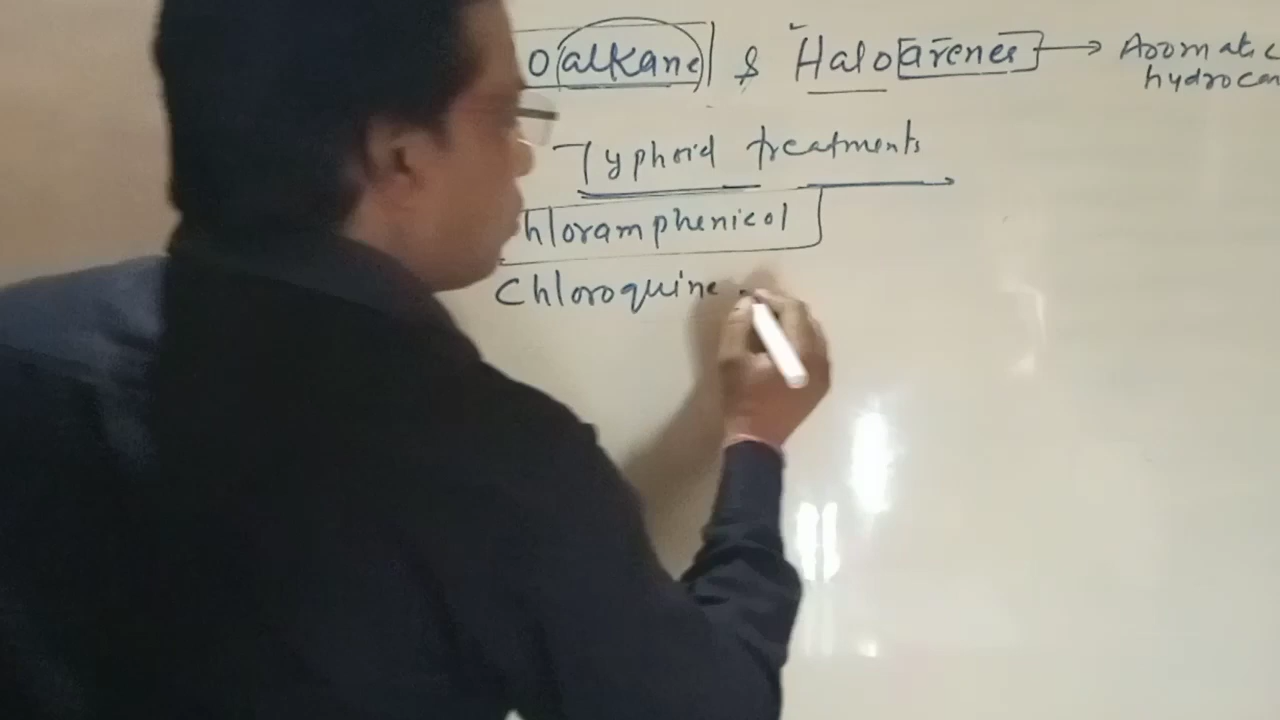 oalkane & Haloarenes → Aromatic
hydrocar
Typhoid treatments
hloramphenicol
Chloroquine